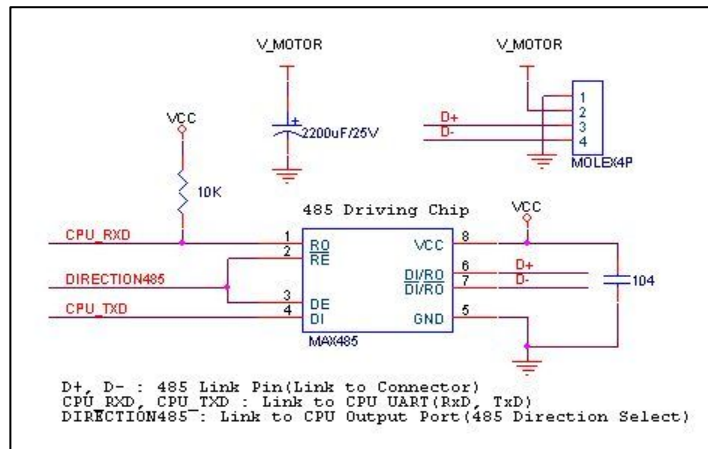 V_MOTOR
V_MOTOR
VCC
2200uF/25V
D+
D-
1
2
3
4
MOLEX4P
10K
485 Driving Chip
VCC
CPU_RXD
1
RO
VCC
8
2
RE
DIRECTION485
DI/RO
6
D+
DI/RO
7
D-
104
3
DE
CPU_TXD
4
DI
GND
5
MAX485
D+, D- : 485 Link Pin(Link to Connector)
CPU_RXD, CPU_TXD : Link to CPU UART(RxD, TxD)
DIRECTION485 : Link to CPU Output Port(485 Direction Select)